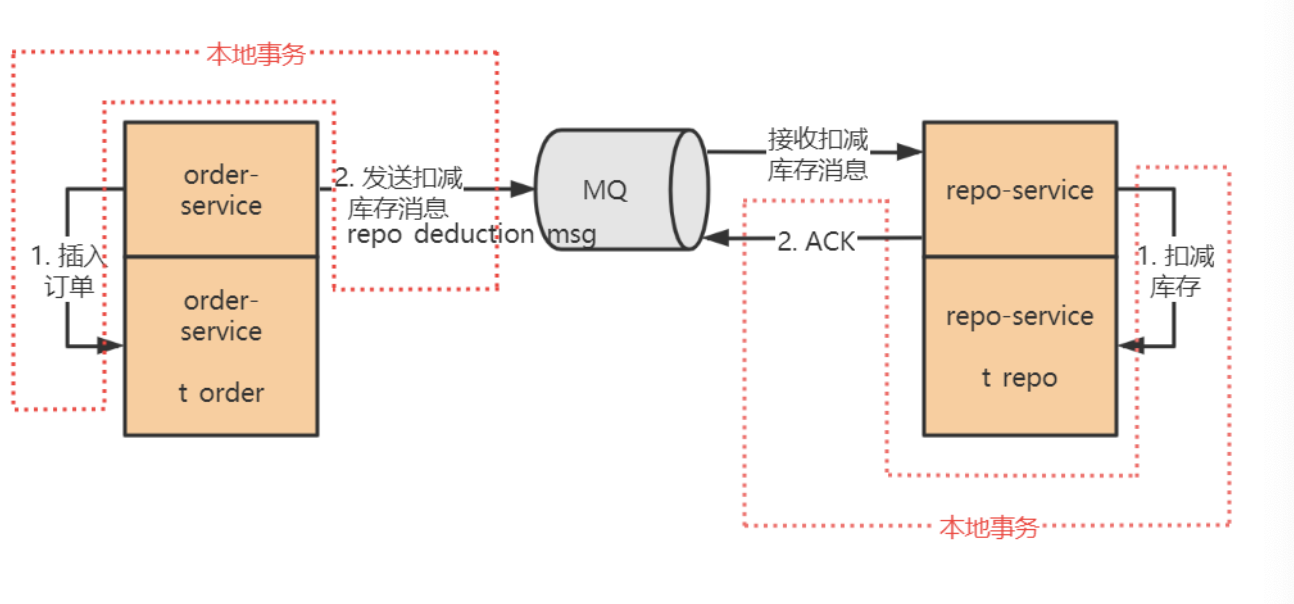 本地事务
order-
service
1. 插入
订单
order-
service
t order
2. 发送扣减
库存消息
repo deduction msg
MQ
接收扣减
库存消息
2. ACK
repo-service
1. 扣减
库存
repo-service
t repo
本地事务